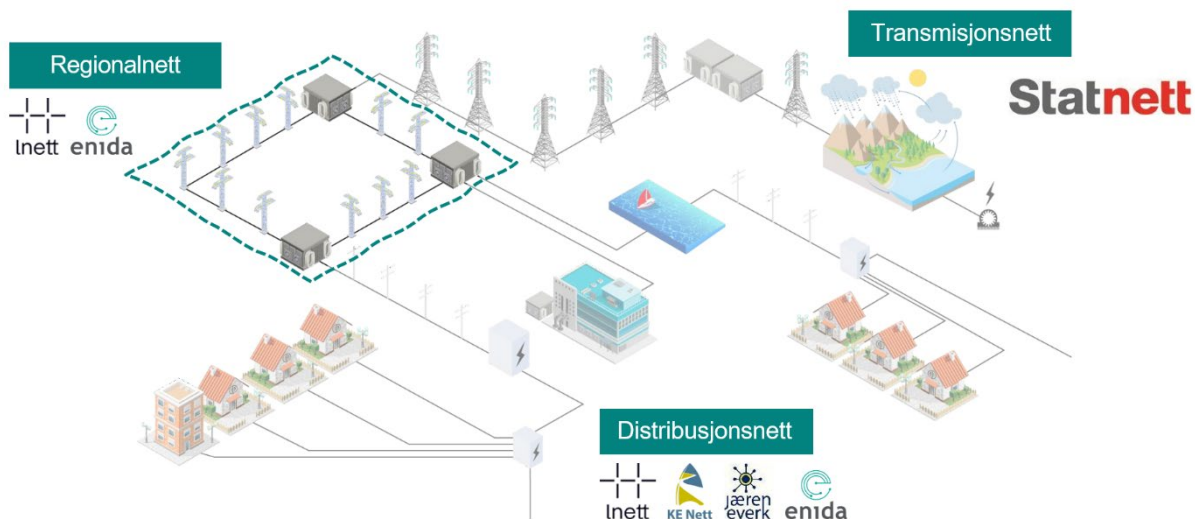 Regionalnett
lnett
enida
Transmisjonsnett
Statnett
Distribusjonsnett
lnett
KE Nett
Jæren
everk
enida